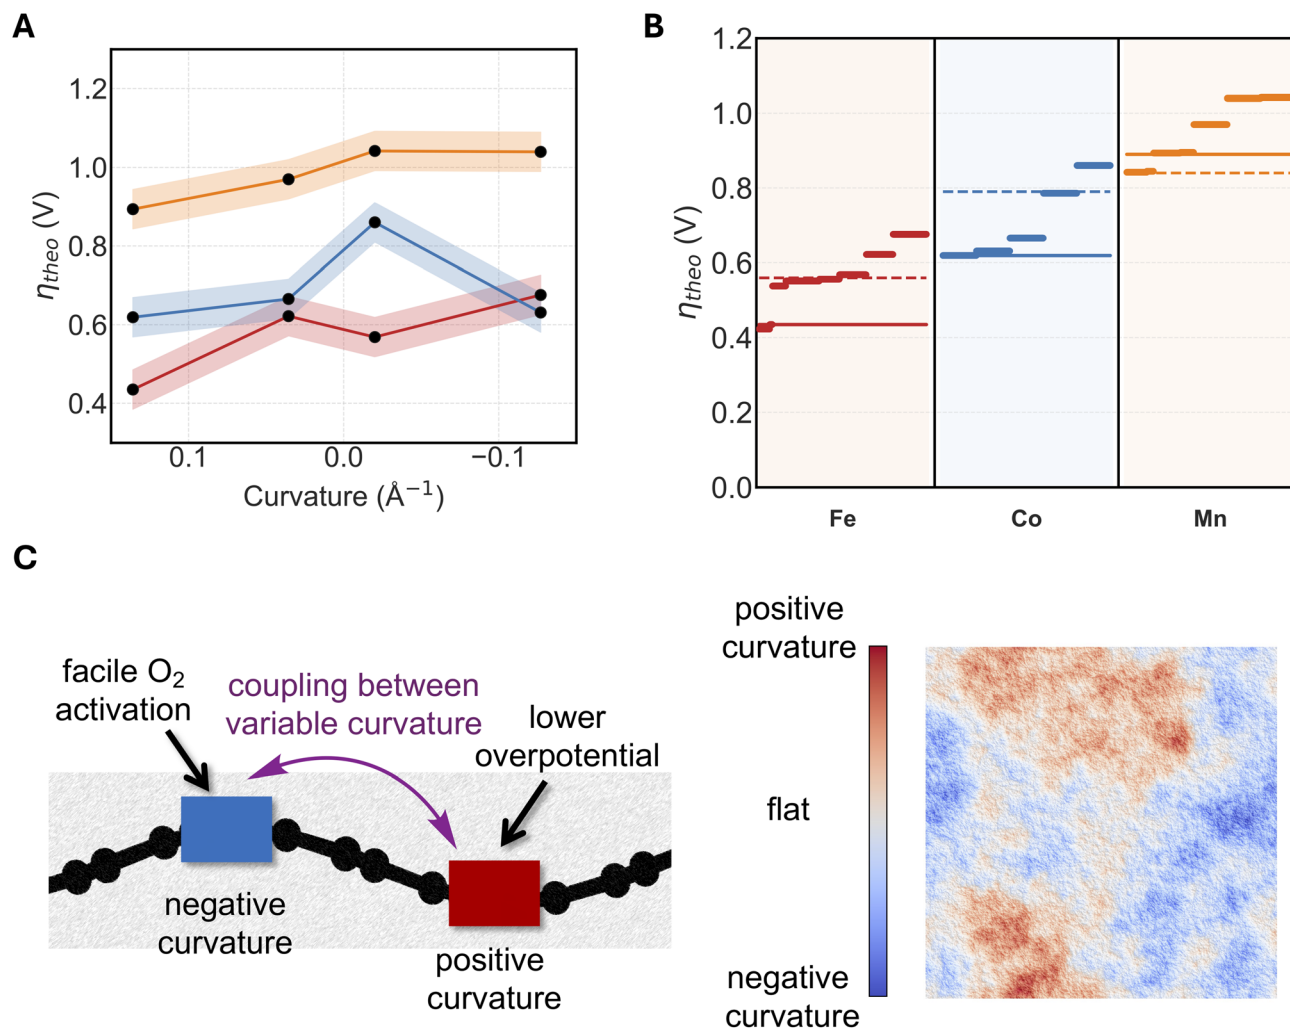 A
1.2
1.0
0.8
0.6
0.4
ηtheo (V)
0.1
0.0
−0.1
Curvature (Å⁻¹)
B
1.2
1.0
0.8
0.6
0.4
0.2
0.0
ηtheo (V)
Fe
Co
Mn
C
facile O₂
activation
coupling between
variable curvature
lower
overpotential
negative
curvature
positive
curvature
positive
curvature
flat
negative
curvature